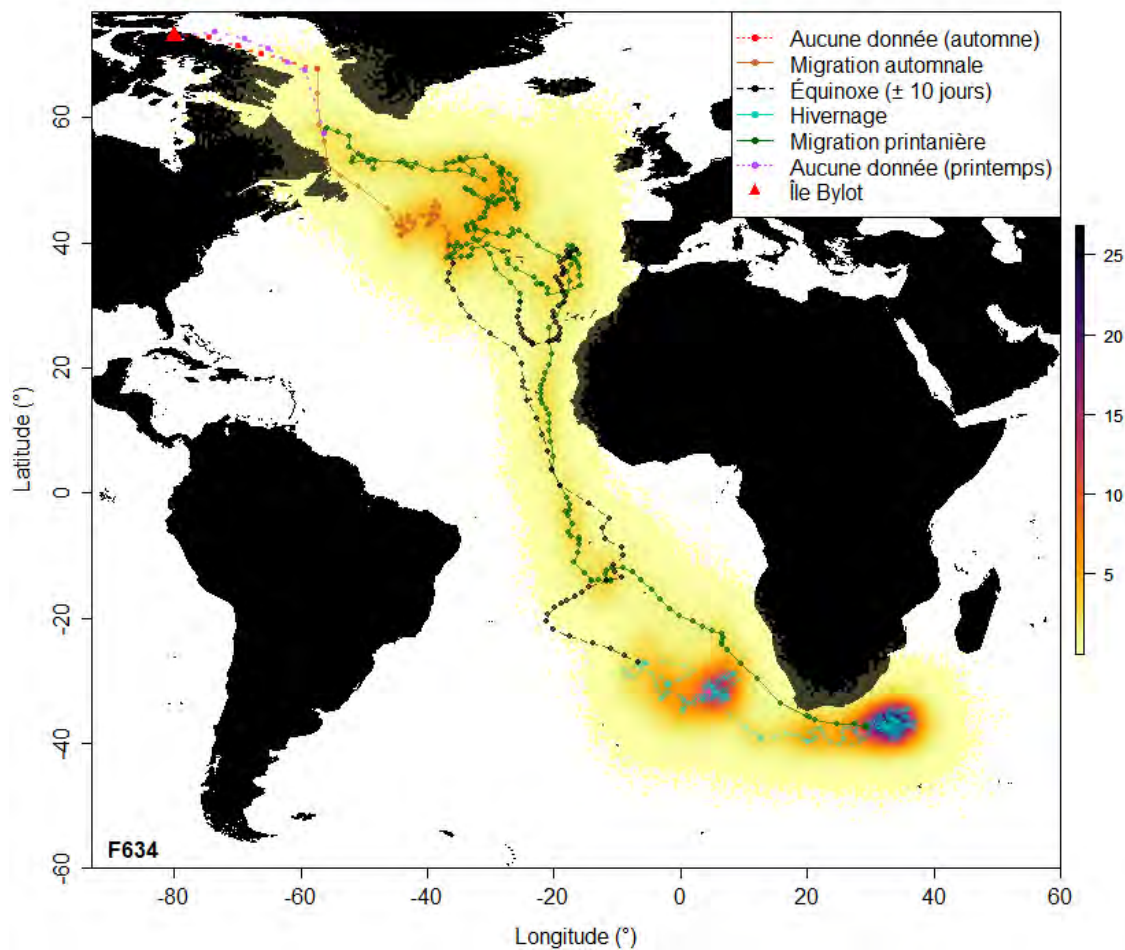 Aucune donnée (automne)
Migration automnale
Équinoxe (± 10 jours)
Hivernage
Migration printanière
Aucune donnée (printemps)
Île Bylot
60
40
20
0
-20
-40
-60
Latitude (°)
25
20
15
10
5
F634
-80
-60
-40
-20
0
20
40
60
Longitude (°)